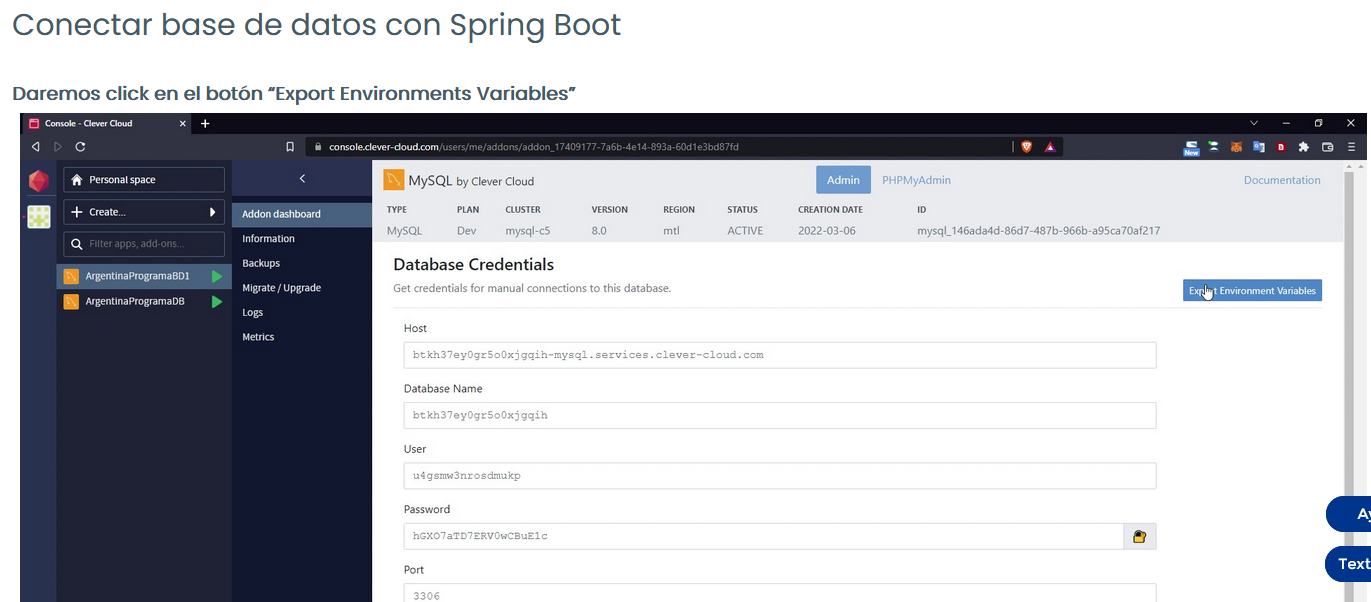 Conectar base de datos con Spring Boot
Daremos click en el botón “Export Environments Variables”
Console - Clever Cloud
console.clever-cloud.com/users/me/addons/addon_17409177-7a6b-4e14-893a-60d1e3bd87fd
New
Personal space
Create...
Filter apps, add-ons...
ArgentinaProgramaBD1
ArgentinaProgramaDB
Addon dashboard
Information
Backups
Migrate / Upgrade
Logs
Metrics
MySQL by Clever Cloud
Admin
PHPMyAdmin
Documentation
TYPE PLAN CLUSTER VERSION REGION STATUS CREATION DATE ID
MySQL Dev mysql-c5 8.0 mtl ACTIVE 2022-03-06 mysql_146ada4d-86d7-487b-966b-a95ca70af217
Database Credentials
Get credentials for manual connections to this database.
Export Environment Variables
Host
btkh37ey0gr5o0xjgqih-mysql.services.clever-cloud.com
Database Name
btkh37ey0gr5o0xjgqih
User
u4gsmw3nrosdmukp
Password
hGXO7aTD7ERV0wCBuE1c
Port
3306
Ay
Text